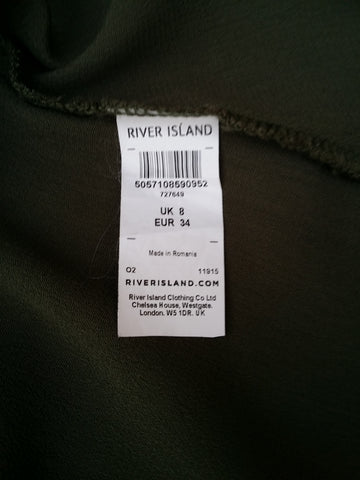 RIVER ISLAND
5057108590952
727649
UK 8
EUR 34
Made in Romania
O2 11915
RIVERISLAND.COM
River Island Clothing Co Ltd
Chelsea House, Westgate.
London. W5 1DR. UK